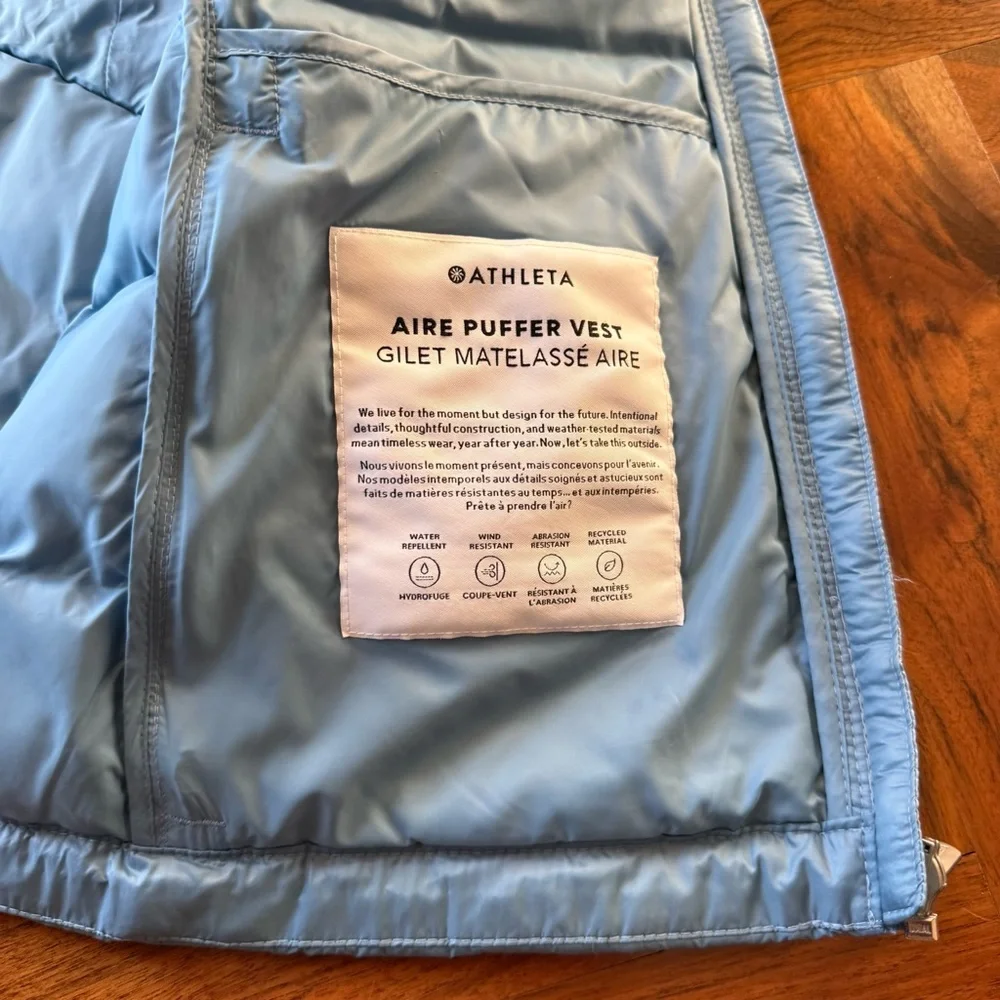 ATHLETA
AIRE PUFFER VEST
GILET MATELASSÉ AIRE
We live for the moment but design for the future. Intentional
details, thoughtful construction, and weather-tested materials
mean timeless wear, year after year. Now, let's take this outside.
Nous vivons le moment présent, mais concevons pour l'avenir.
Nos modèles intemporels aux détails soignés et astucieux sont
faits de matières résistantes au temps... et aux intempéries.
Prête à prendre l'air?
WATER
REPELLENT
HYDROFUGE
WIND
RESISTANT
COUPE-VENT
ABRASION
RESISTANT
RÉSISTANT À
L'ABRASION
RECYCLED
MATERIAL
MATIÈRES
RECYCLÉES